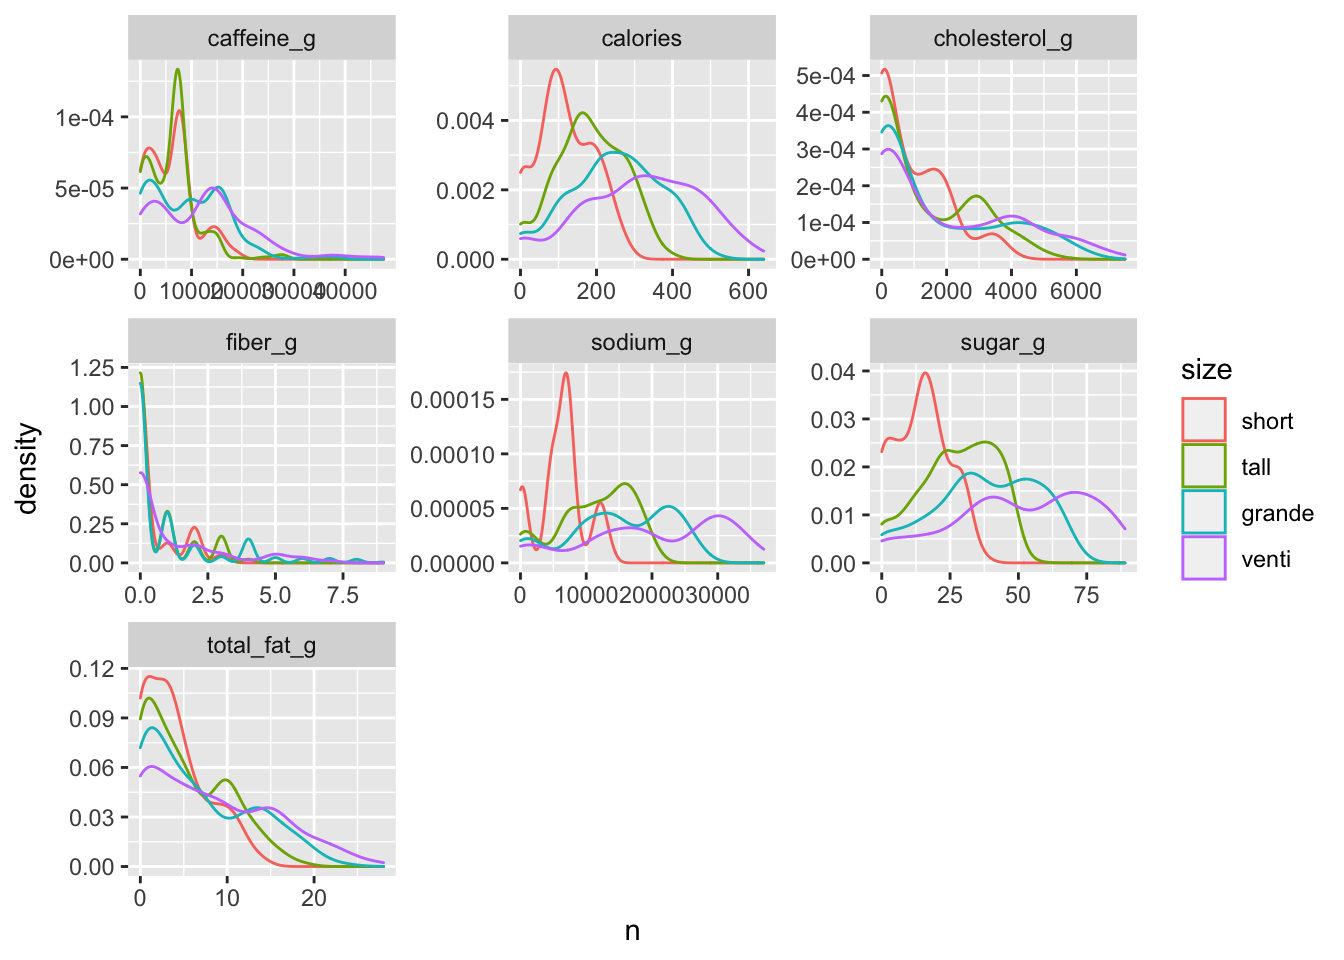 caffeine_g
calories
cholesterol_g
1e-04
5e-05
0e+00
0 10000 20000 30000 40000
0.004
0.002
0.000
0 200 400 600
5e-04
4e-04
3e-04
2e-04
1e-04
0e+00
0 2000 4000 6000
fiber_g
sodium_g
sugar_g
1.25
1.00
0.75
0.50
0.25
0.00
0.0 2.5 5.0 7.5
0.00015
0.00010
0.00005
0.00000
0 10000 20000 30000
0.04
0.03
0.02
0.01
0.00
0 25 50 75
total_fat_g
0.12
0.09
0.06
0.03
0.00
0 10 20
density
n
size
short
tall
grande
venti